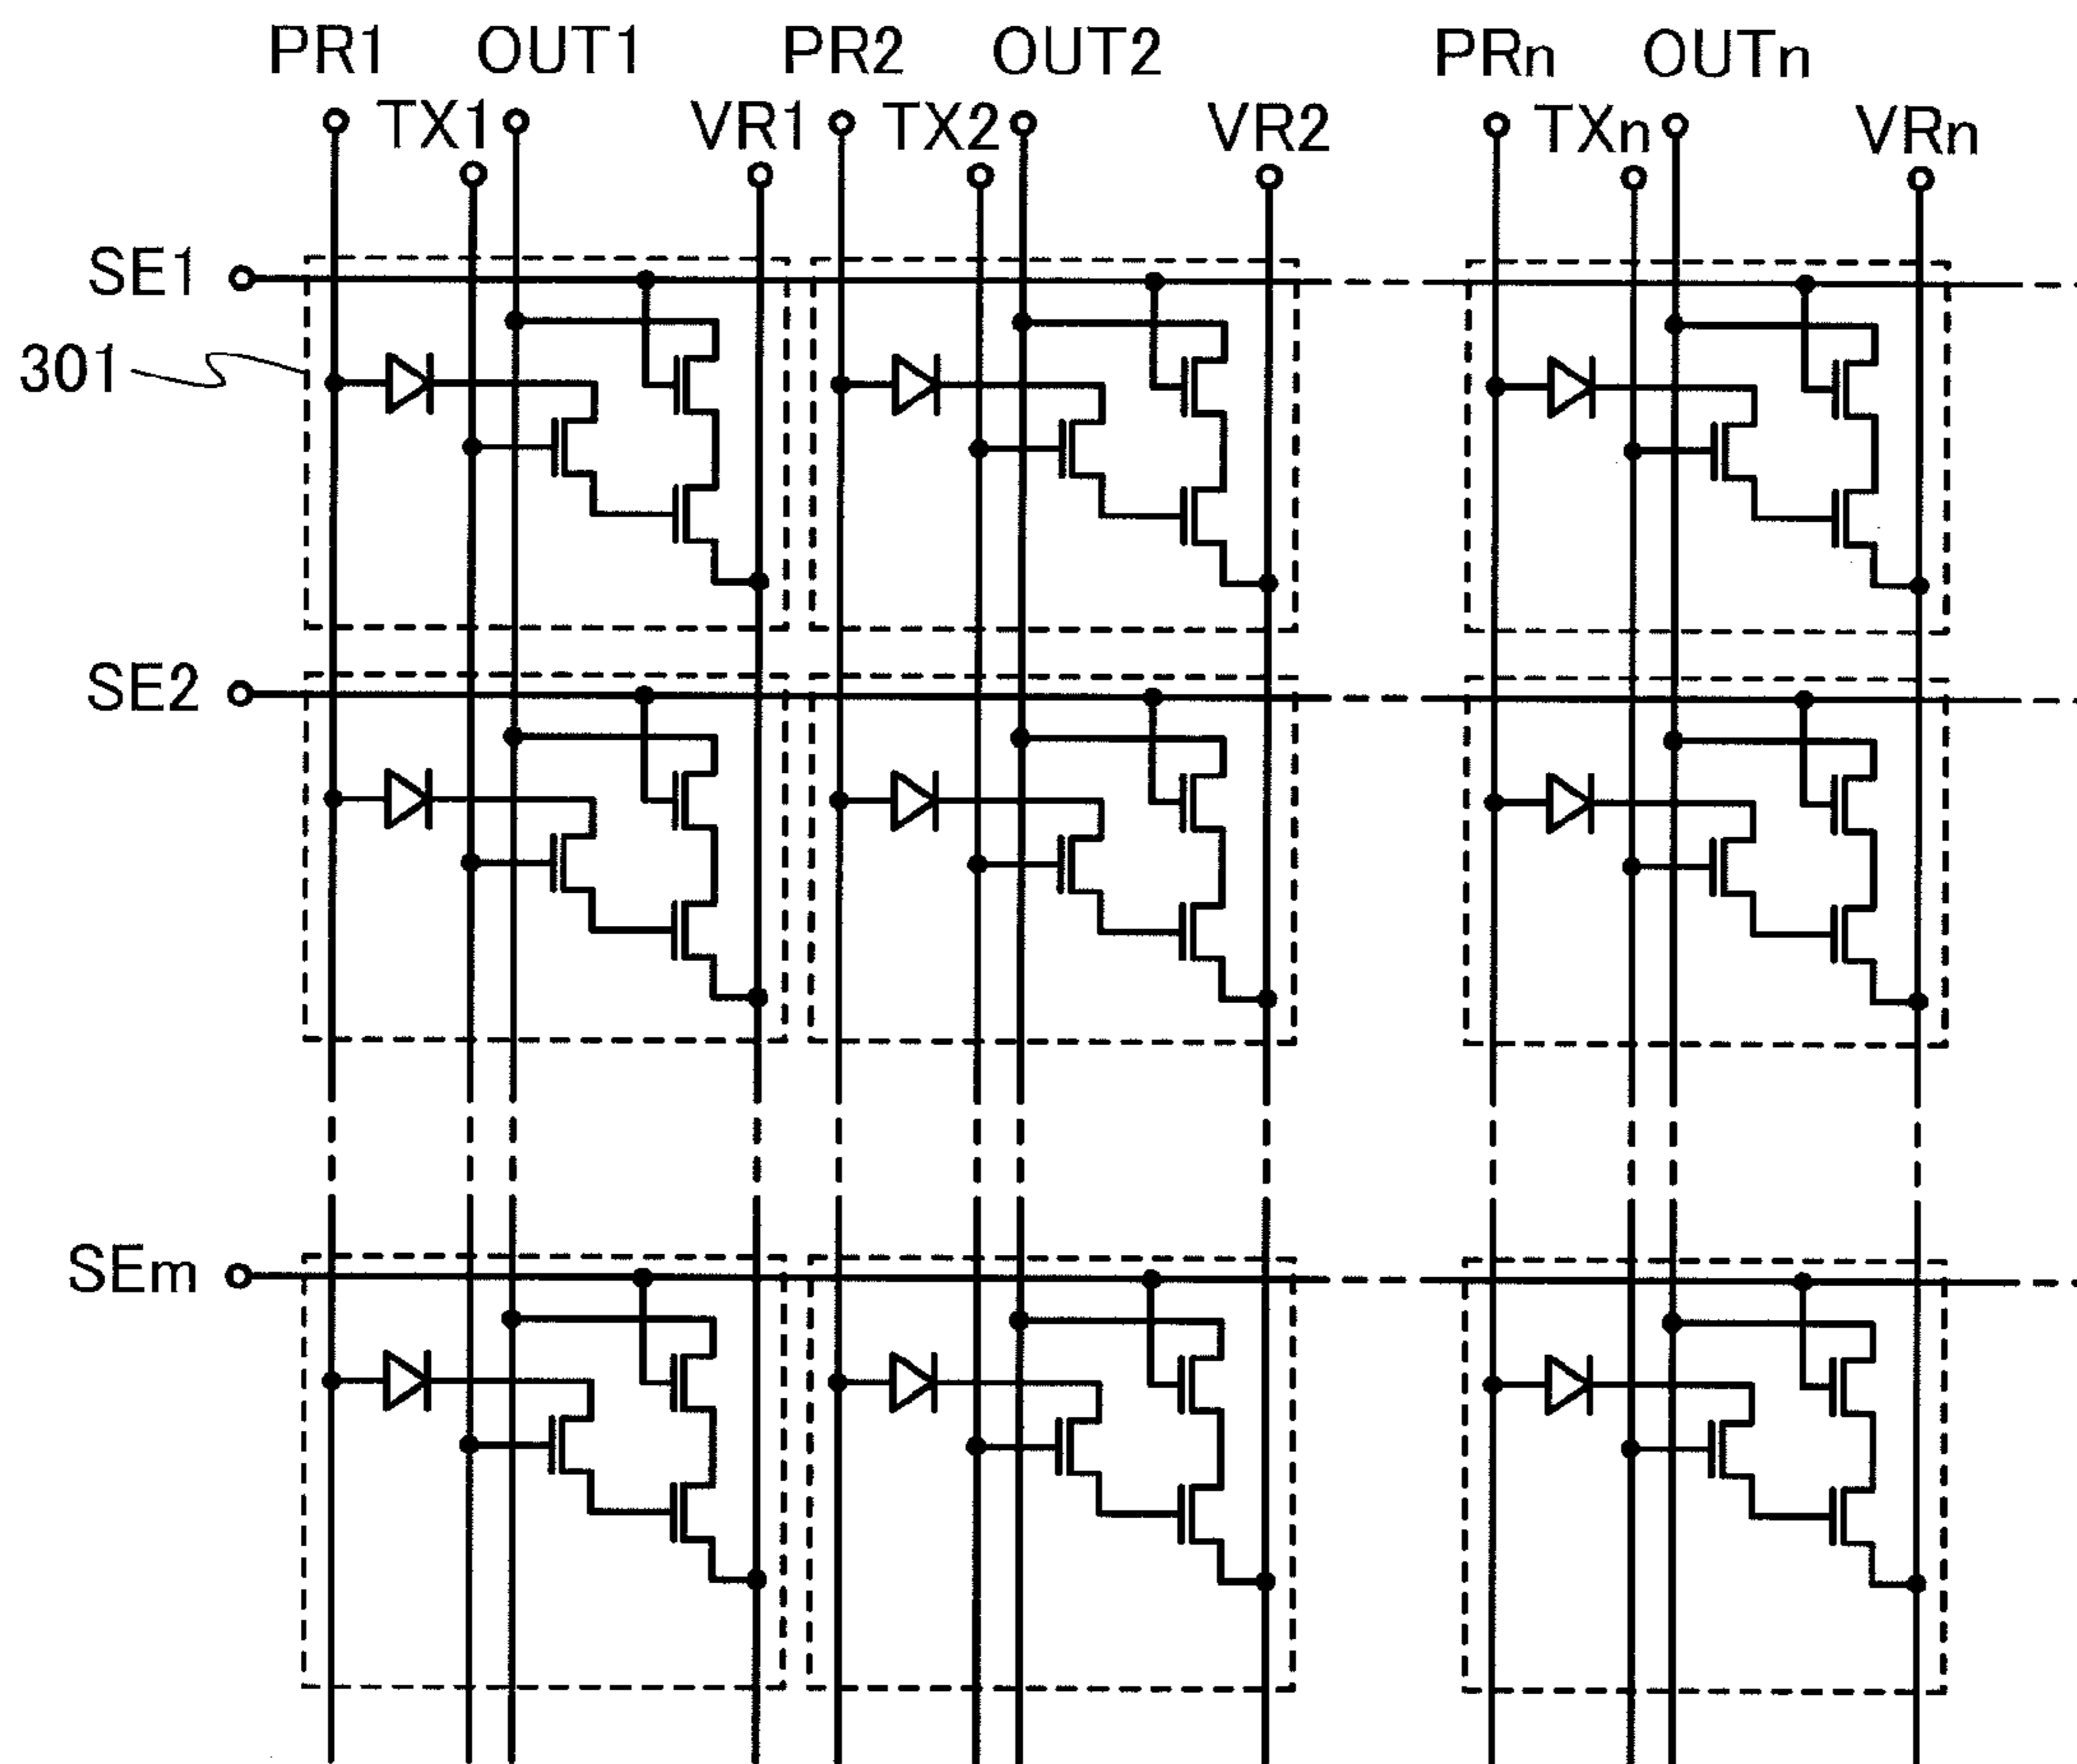 PR1 OUT1 PR2 OUT2 PRn OUTn
TX1 VR1 TX2 VR2 TXn VRn
SE1
301
SE2
SEm